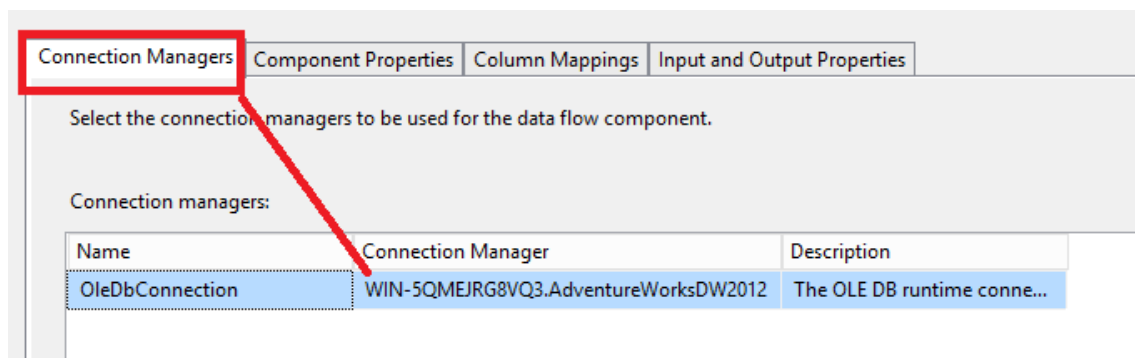 Connection Managers Component Properties Column Mappings Input and Output Properties
Select the connection managers to be used for the data flow component.
Connection managers:
Name Connection Manager Description
OleDbConnection WIN-5QMEJRG8VQ3.AdventureWorksDW2012 The OLE DB runtime conne...